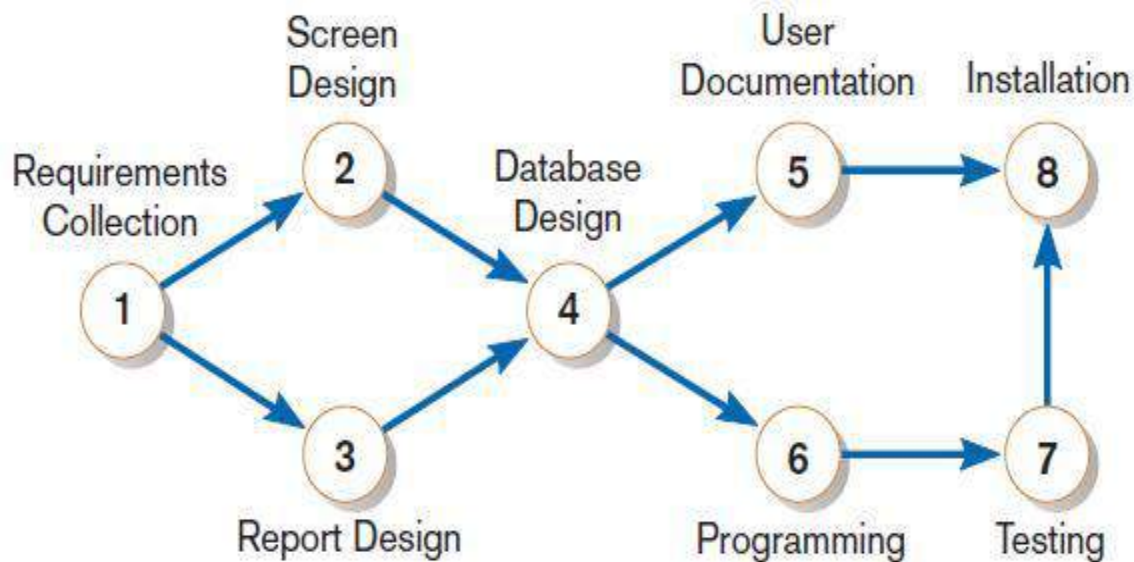 Screen
Design
User
Documentation
Installation
Requirements
Collection
2
Database
Design
5
8
1
4
3
6
7
Report Design
Programming
Testing